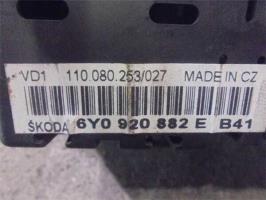 VD1 110.080.253/027 MADE IN CZ
ŠKODA 6Y0 920 882 E B41